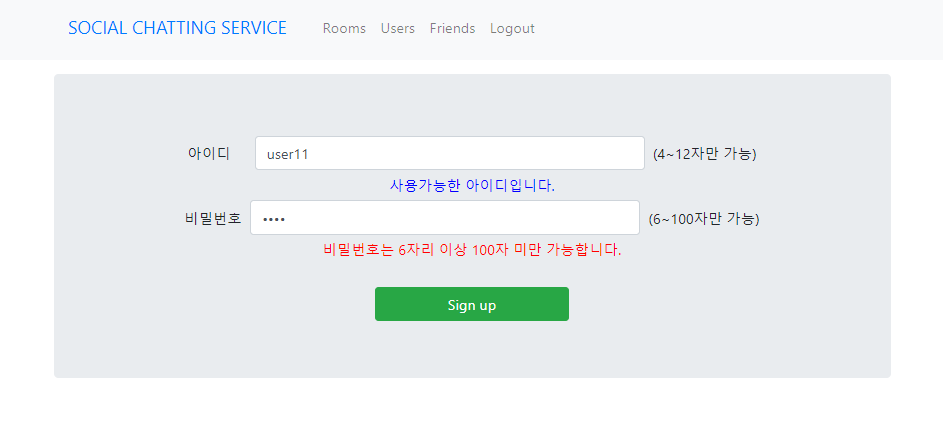 SOCIAL CHATTING SERVICE Rooms Users Friends Logout
아이디 user11 (4~12자만 가능)
사용가능한 아이디입니다.
비밀번호 •••• (6~100자만 가능)
비밀번호는 6자리 이상 100자 미만 가능합니다.
Sign up